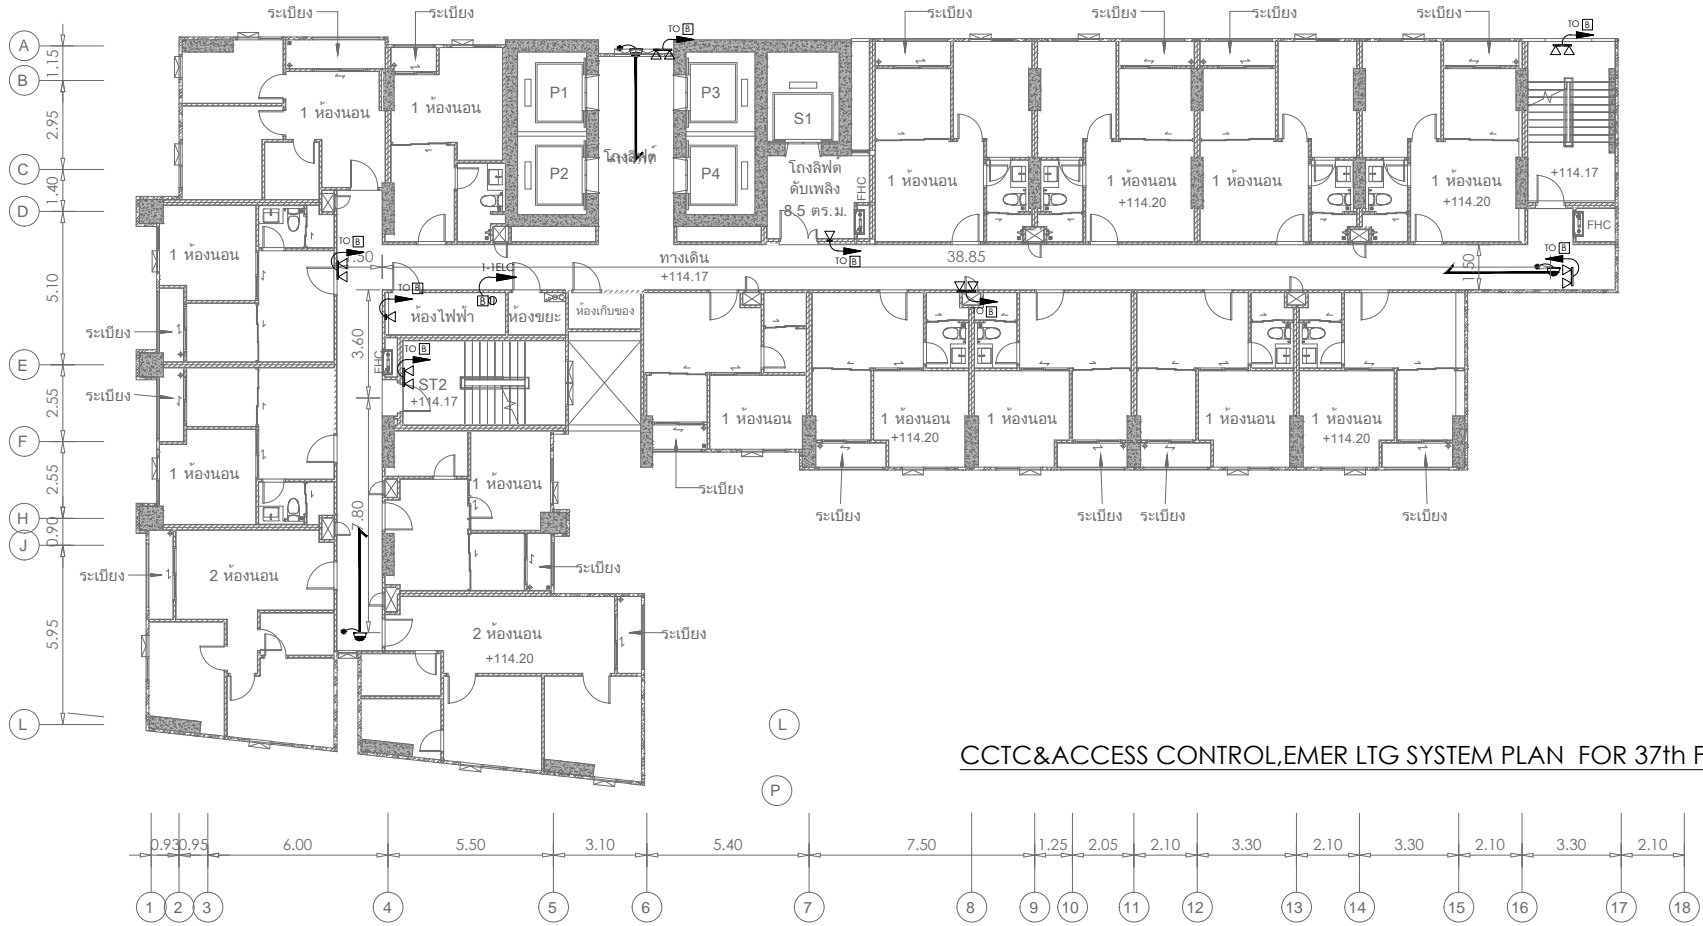 ระเบียง
ระเบียง
ระเบียง
ระเบียง
ระเบียง
ระเบียง
TO B
TO B
A
1.15
B
2.95
C
1.40
D
5.10
E
2.55
F
2.55
H
0.90
J
5.95
L
P1
P2
P3
P4
S1
1 ห้องนอน
1 ห้องนอน
โถงลิฟต์
โถงลิฟต์
ดับเพลิง
8.5 ตร.ม.
FHC
1 ห้องนอน
1 ห้องนอน
+114.20
1 ห้องนอน
1 ห้องนอน
+114.20
+114.17
FHC
1 ห้องนอน
TO B
.50
ทางเดิน
+114.17
TO B
38.85
TO B
1.50
1-1ELC
TO B
B
ห้องไฟฟ้า
ห้องขยะ
ห้องเก็บของ
TO B
ระเบียง
3.60
FHC
TO B
ST2
+114.17
ระเบียง
1 ห้องนอน
1 ห้องนอน
+114.20
1 ห้องนอน
1 ห้องนอน
1 ห้องนอน
+114.20
1 ห้องนอน
1 ห้องนอน
ระเบียง
ระเบียง
ระเบียง
ระเบียง
ระเบียง
7.80
ระเบียง
2 ห้องนอน
ระเบียง
2 ห้องนอน
+114.20
ระเบียง
L
CCTC&ACCESS CONTROL,EMER LTG SYSTEM PLAN FOR 37th F
P
0.93 0.95 6.00 5.50 3.10 5.40 7.50 1.25 2.05 2.10 3.30 2.10 3.30 2.10 3.30 2.10
1 2 3 4 5 6 7 8 9 10 11 12 13 14 15 16 17 18